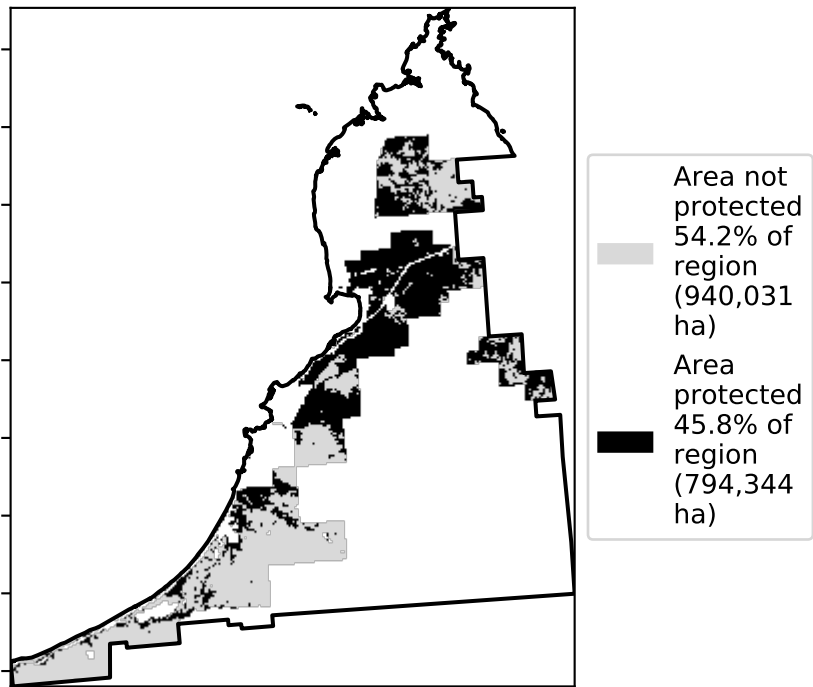 Area not
protected
54.2% of
region
(940,031
ha)
Area
protected
45.8% of
region
(794,344
ha)